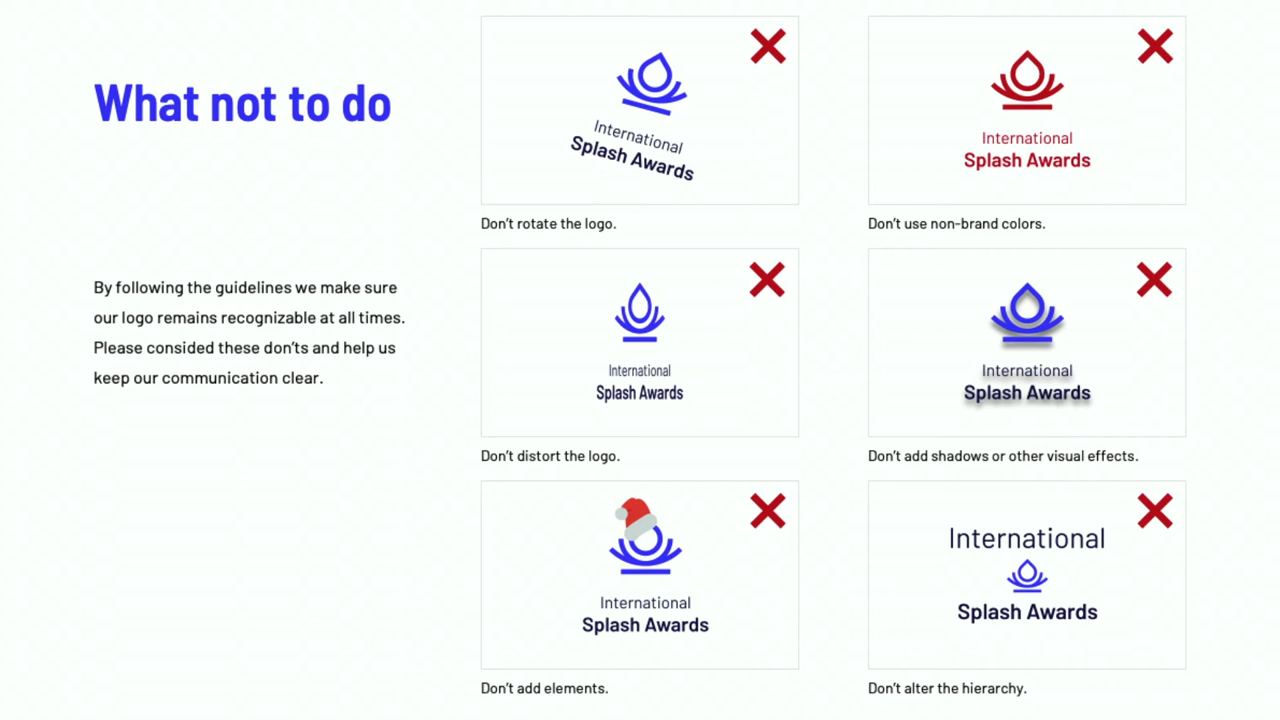 What not to do
By following the guidelines we make sure
our logo remains recognizable at all times.
Please consided these don'ts and help us
keep our communication clear.
International
Splash Awards
Don't rotate the logo.
International
Splash Awards
Don't use non-brand colors.
International
Splash Awards
Don't distort the logo.
International
Splash Awards
Don't add shadows or other visual effects.
International
Splash Awards
Don't add elements.
International
Splash Awards
Don't alter the hierarchy.